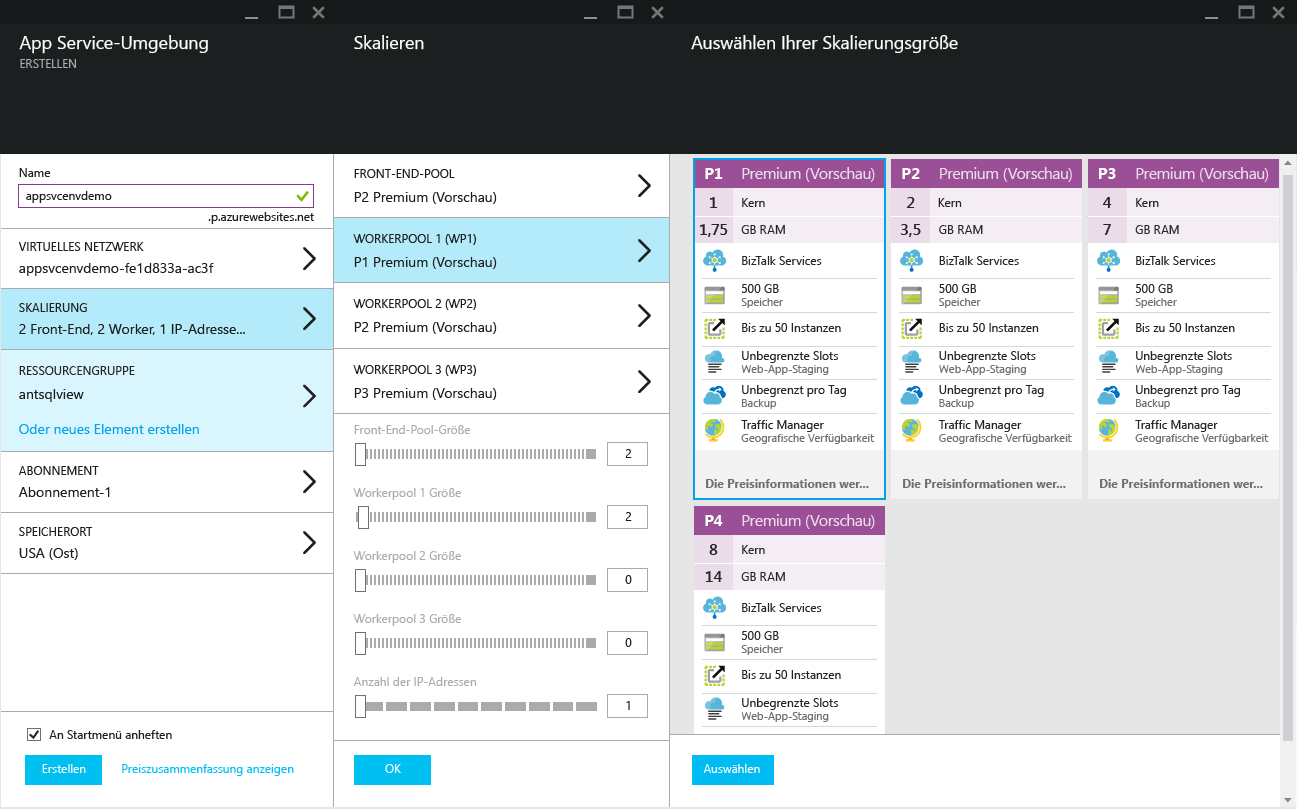 App Service-Umgebung
ERSTELLEN
Name
appsvcenvdemo
.p.azurewebsites.net
VIRTUELLES NETZWERK
appsvcenvdemo-fe1d833a-ac3f
SKALIERUNG
2 Front-End, 2 Worker, 1 IP-Adresse...
RESSOURCENGRUPPE
antsqlview
Oder neues Element erstellen
ABONNEMENT
Abonnement-1
SPEICHERORT
USA (Ost)
An Startmenü anheften
Erstellen
Preiszusammenfassung anzeigen
Skalieren
FRONT-END-POOL
P2 Premium (Vorschau)
WORKERPOOL 1 (WP1)
P1 Premium (Vorschau)
WORKERPOOL 2 (WP2)
P2 Premium (Vorschau)
WORKERPOOL 3 (WP3)
P3 Premium (Vorschau)
Front-End-Pool-Größe
2
Workerpool 1 Größe
2
Workerpool 2 Größe
0
Workerpool 3 Größe
0
Anzahl der IP-Adressen
1
OK
Auswählen Ihrer Skalierungsgröße
P1 Premium (Vorschau)
1 Kern
1,75 GB RAM
BizTalk Services
500 GB
Speicher
Bis zu 50 Instanzen
Unbegrenzte Slots
Web-App-Staging
Unbegrenzt pro Tag
Backup
Traffic Manager
Geografische Verfügbarkeit
Die Preisinformationen wer...
P2 Premium (Vorschau)
2 Kern
3,5 GB RAM
BizTalk Services
500 GB
Speicher
Bis zu 50 Instanzen
Unbegrenzte Slots
Web-App-Staging
Unbegrenzt pro Tag
Backup
Traffic Manager
Geografische Verfügbarkeit
Die Preisinformationen wer...
P3 Premium (Vorschau)
4 Kern
7 GB RAM
BizTalk Services
500 GB
Speicher
Bis zu 50 Instanzen
Unbegrenzte Slots
Web-App-Staging
Unbegrenzt pro Tag
Backup
Traffic Manager
Geografische Verfügbarkeit
Die Preisinformationen wer...
P4 Premium (Vorschau)
8 Kern
14 GB RAM
BizTalk Services
500 GB
Speicher
Bis zu 50 Instanzen
Unbegrenzte Slots
Web-App-Staging
Auswählen